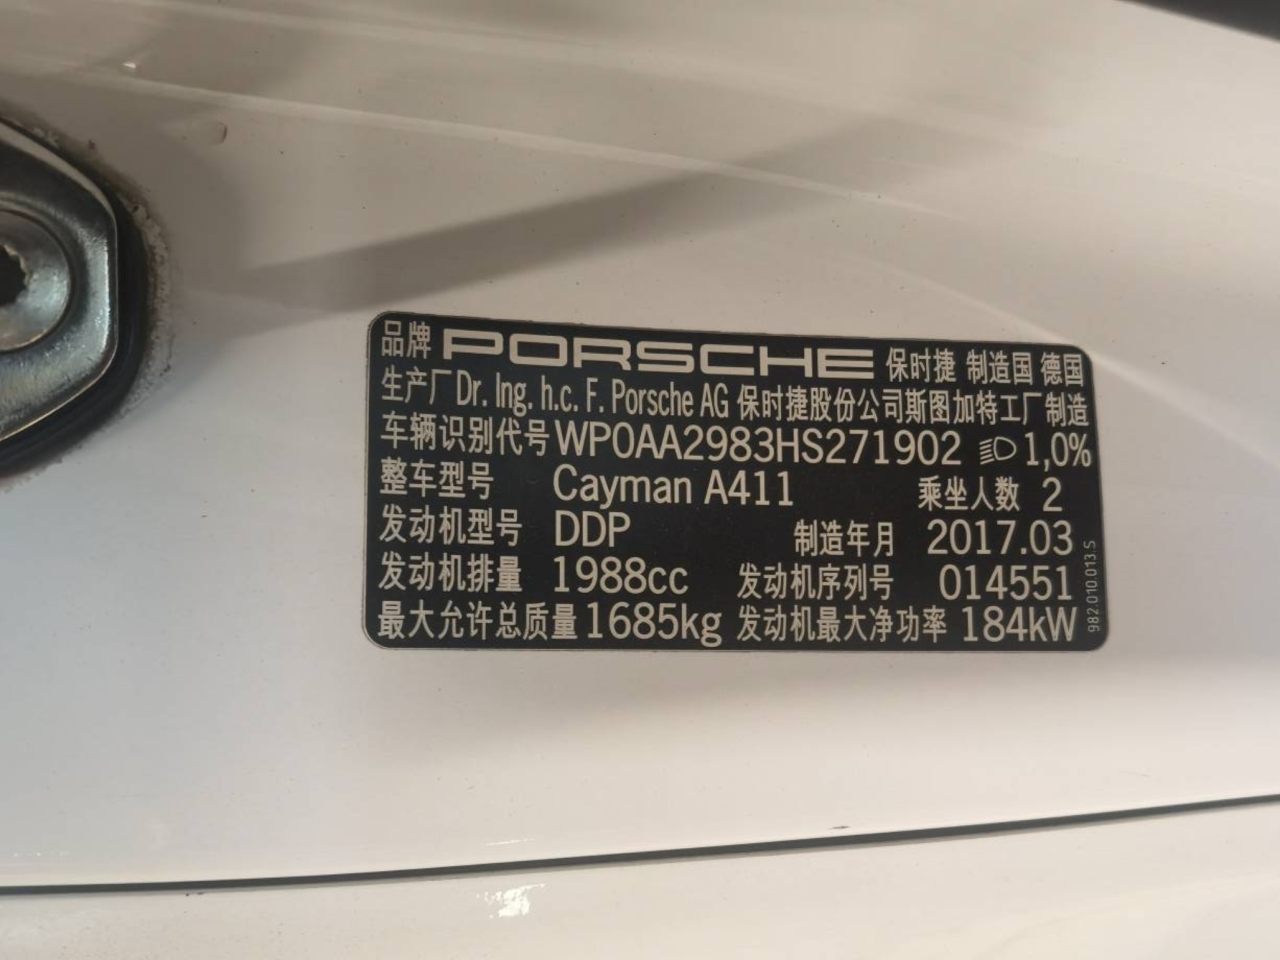 品牌 PORSCHE 保时捷 制造国 德国
生产厂 Dr. Ing. h.c. F. Porsche AG 保时捷股份公司斯图加特工厂制造
车辆识别代号 WP0AA2983HS271902 1,0%
整车型号 Cayman A411 乘坐人数 2
发动机型号 DDP 制造年月 2017.03
发动机排量 1988cc 发动机序列号 014551
最大允许总质量 1685kg 发动机最大净功率 184kW
982.010.013.S